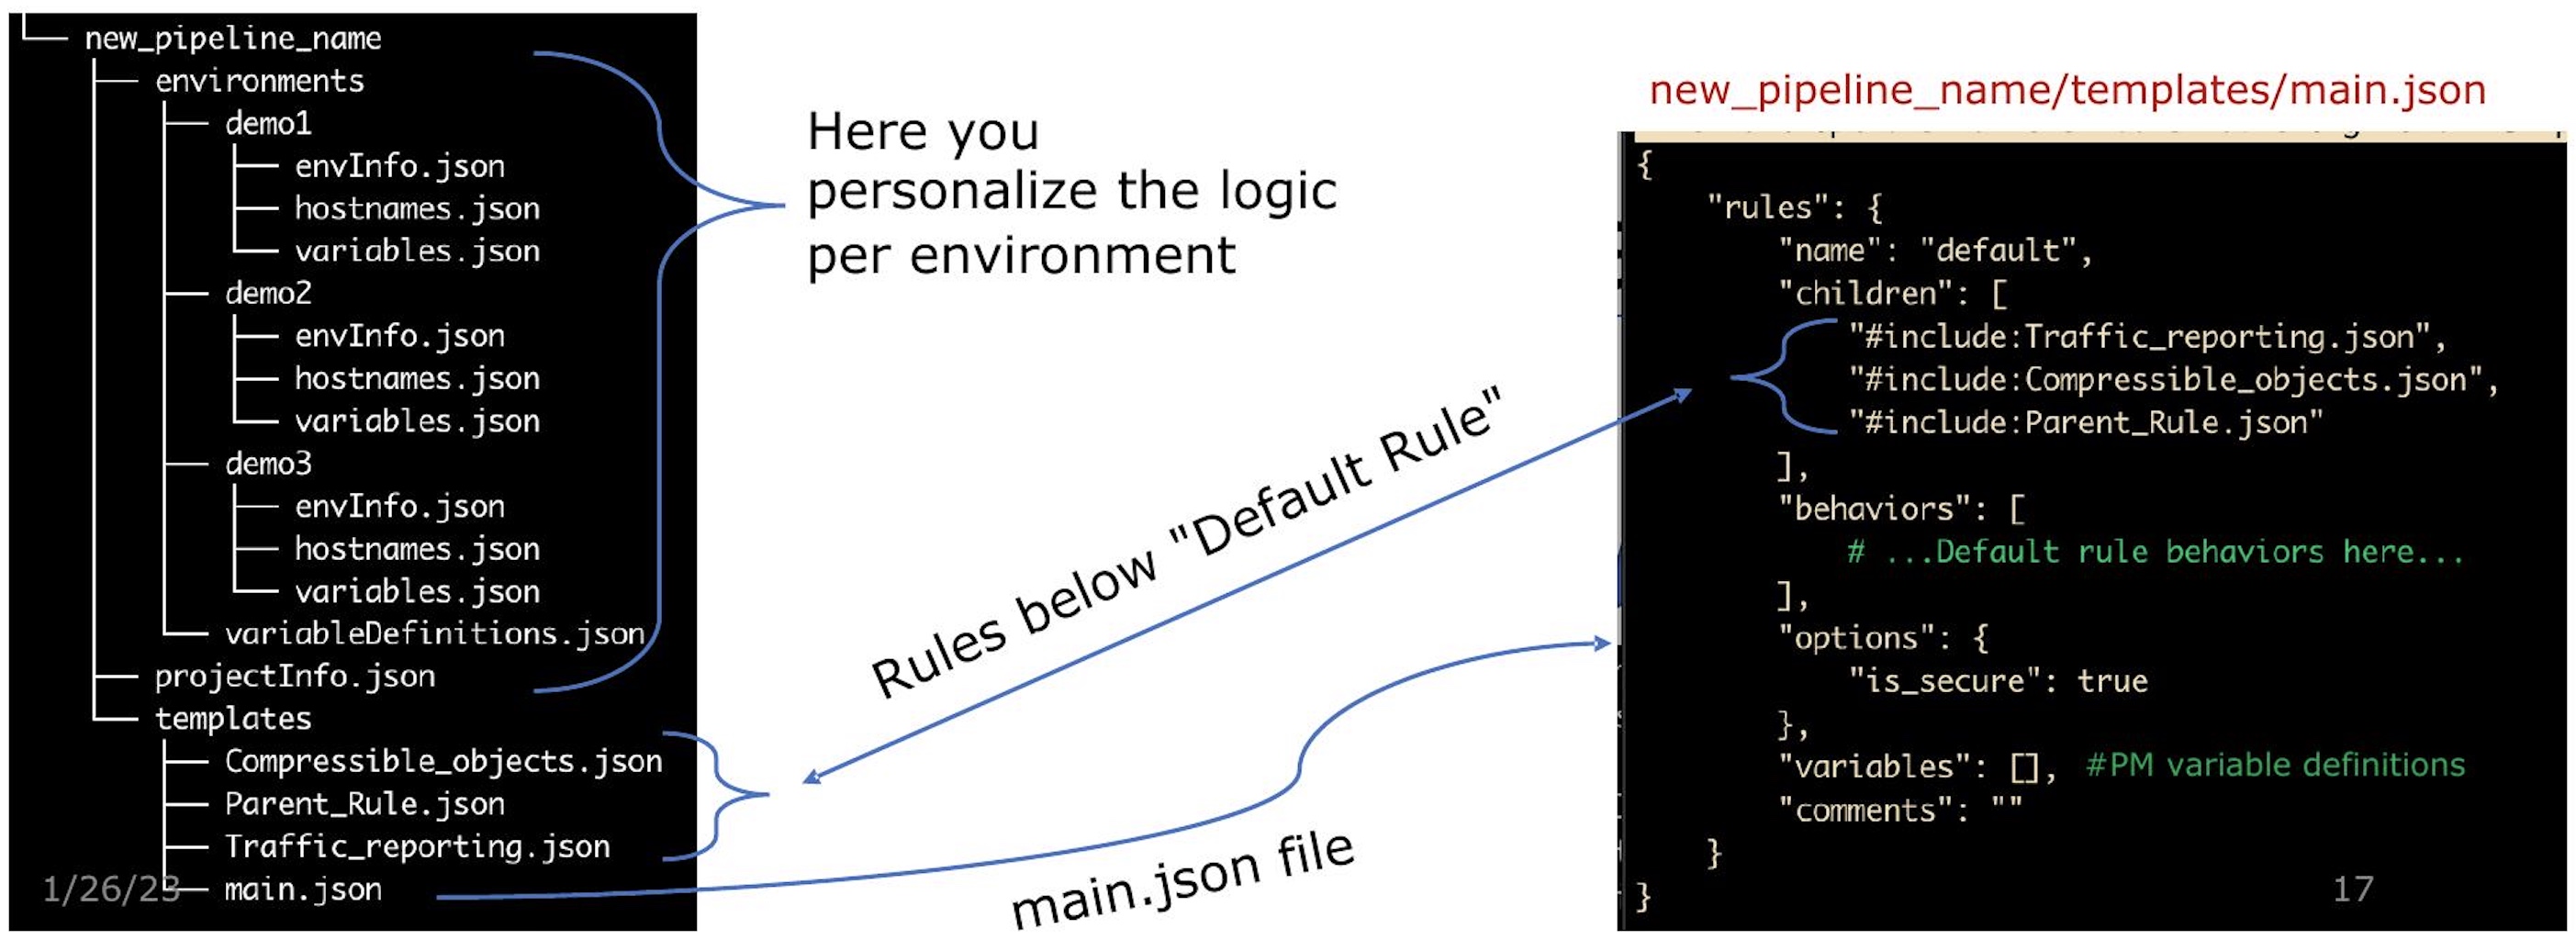 new_pipeline_name
environments
demo1
envInfo.json
hostnames.json
variables.json
demo2
envInfo.json
hostnames.json
variables.json
demo3
envInfo.json
hostnames.json
variables.json
variableDefinitions.json
projectInfo.json
templates
Compressible_objects.json
Parent_Rule.json
Traffic_reporting.json
main.json
1/26/23
Here you
personalize the logic
per environment
Rules below "Default Rule"
main.json file
new_pipeline_name/templates/main.json
{
"rules": {
"name": "default",
"children": [
"#include:Traffic_reporting.json",
"#include:Compressible_objects.json",
"#include:Parent_Rule.json"
],
"behaviors": [
# ...Default rule behaviors here...
],
"options": {
"is_secure": true
},
"variables": [], #PM variable definitions
"comments": ""
}
}
17